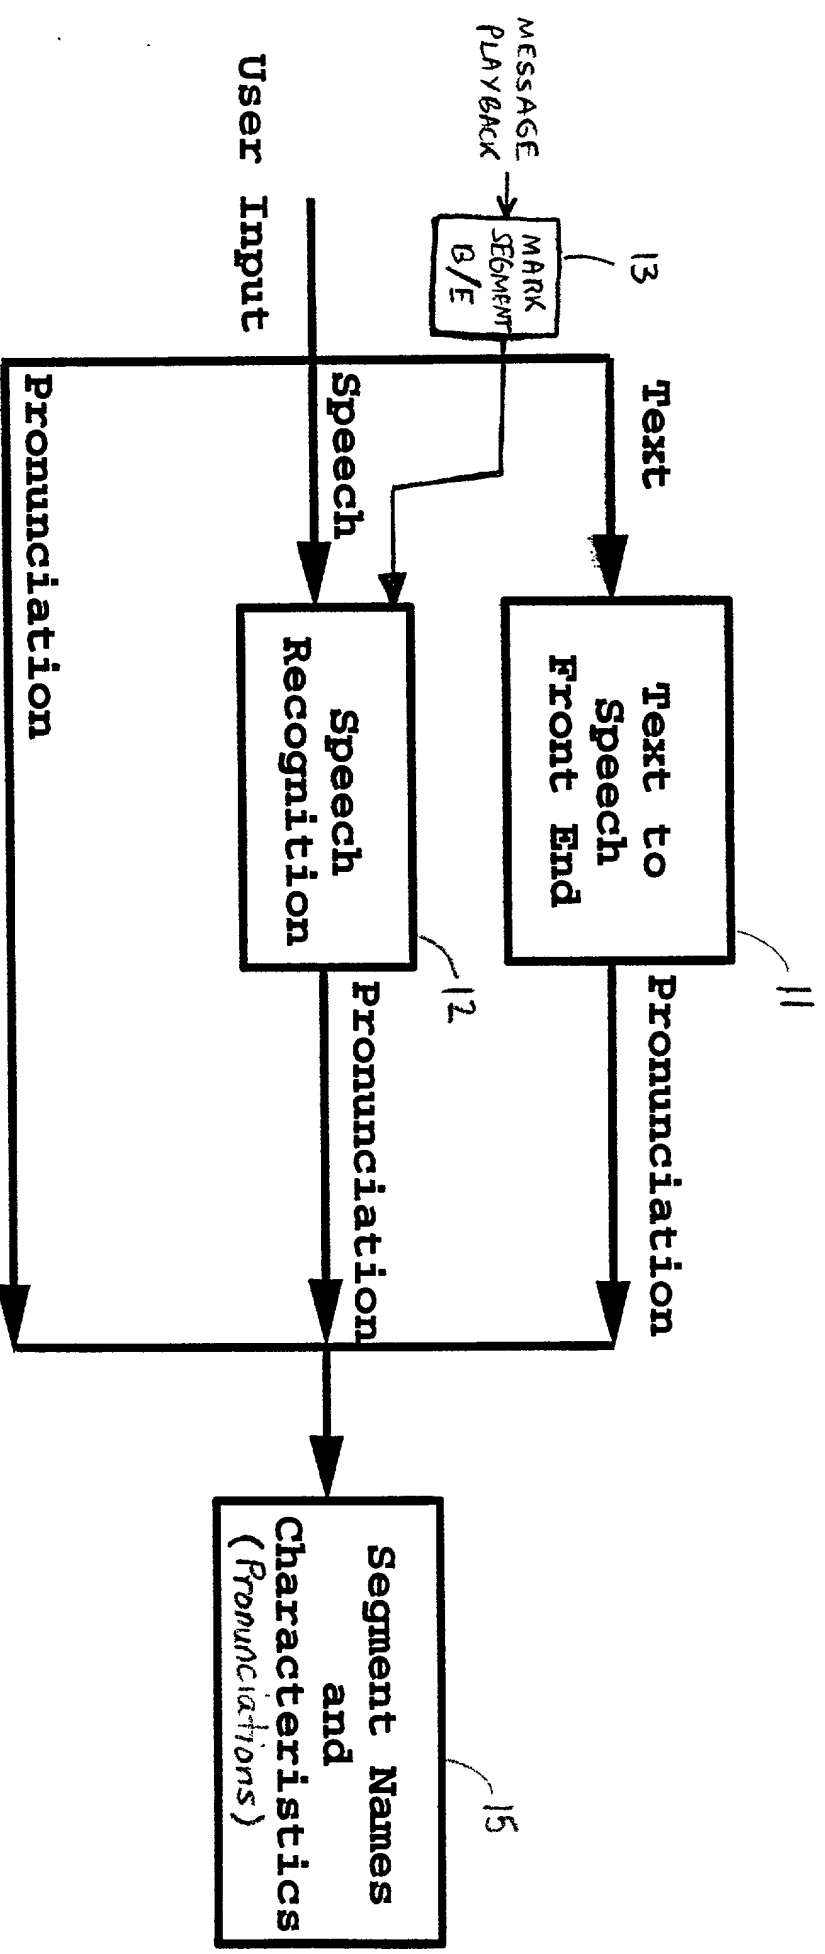 MESSAGE
PLAYBACK
MARK
SEGMENT
B/E
13
User Input
Text
Speech
Pronunciation
Text to
Speech
Front End
11
Pronunciation
Speech
Recognition
12
Pronunciation
Segment Names
and
Characteristics
(Pronunciations)
15